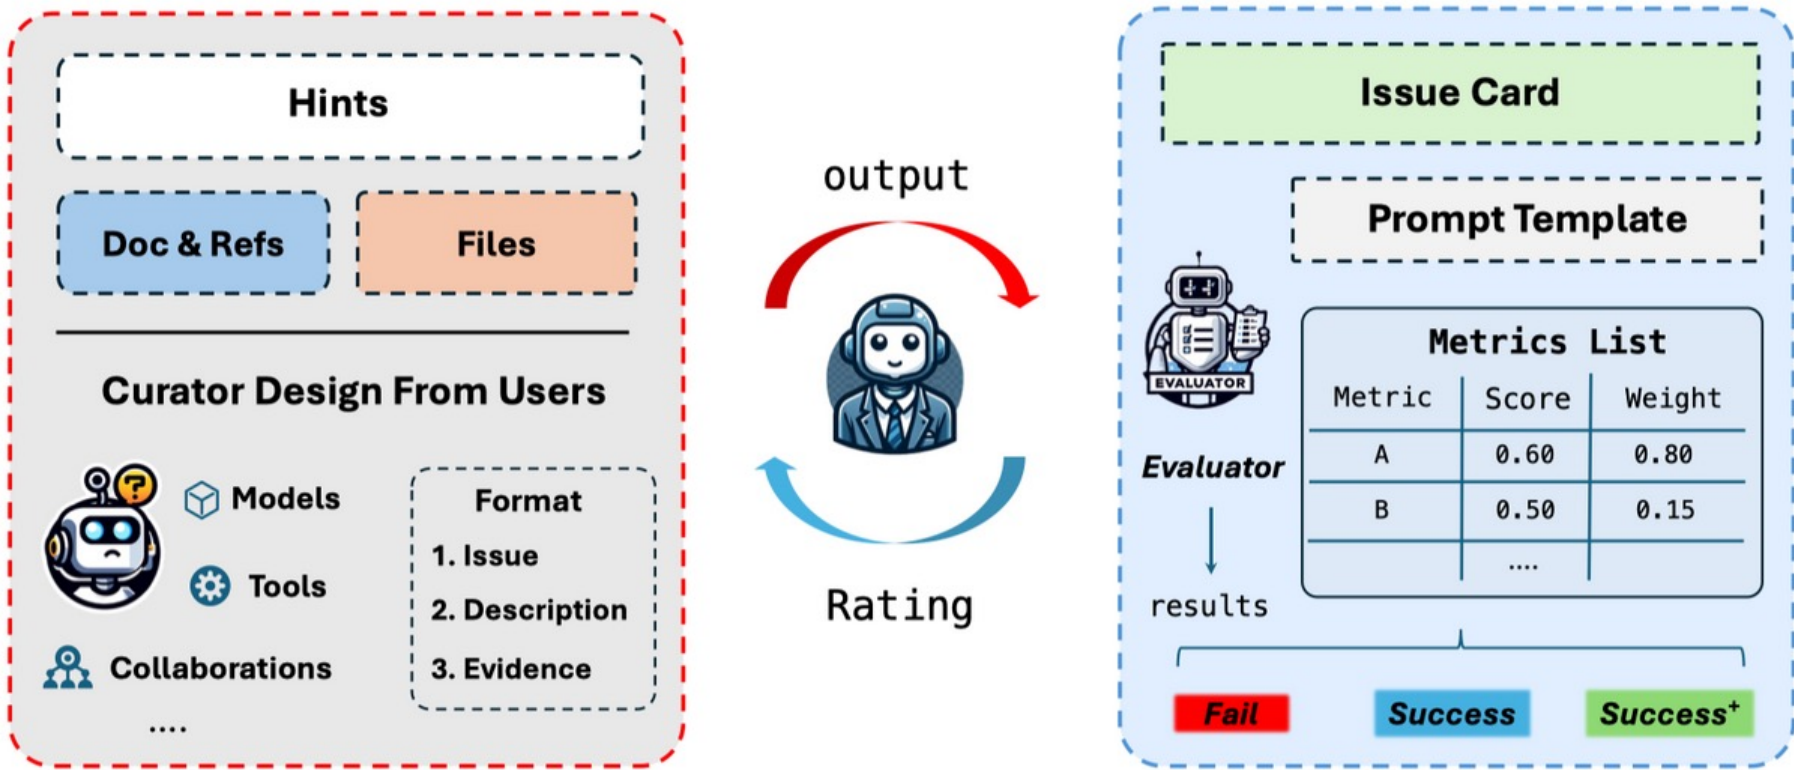 Hints
Doc & Refs
Files
Curator Design From Users
Models
Tools
Collaborations
....
Format
1. Issue
2. Description
3. Evidence
output
Rating
Issue Card
Prompt Template
EVALUATOR
Evaluator
results
Metrics List
Metric Score Weight
A 0.60 0.80
B 0.50 0.15
....
Fail
Success
Success⁺